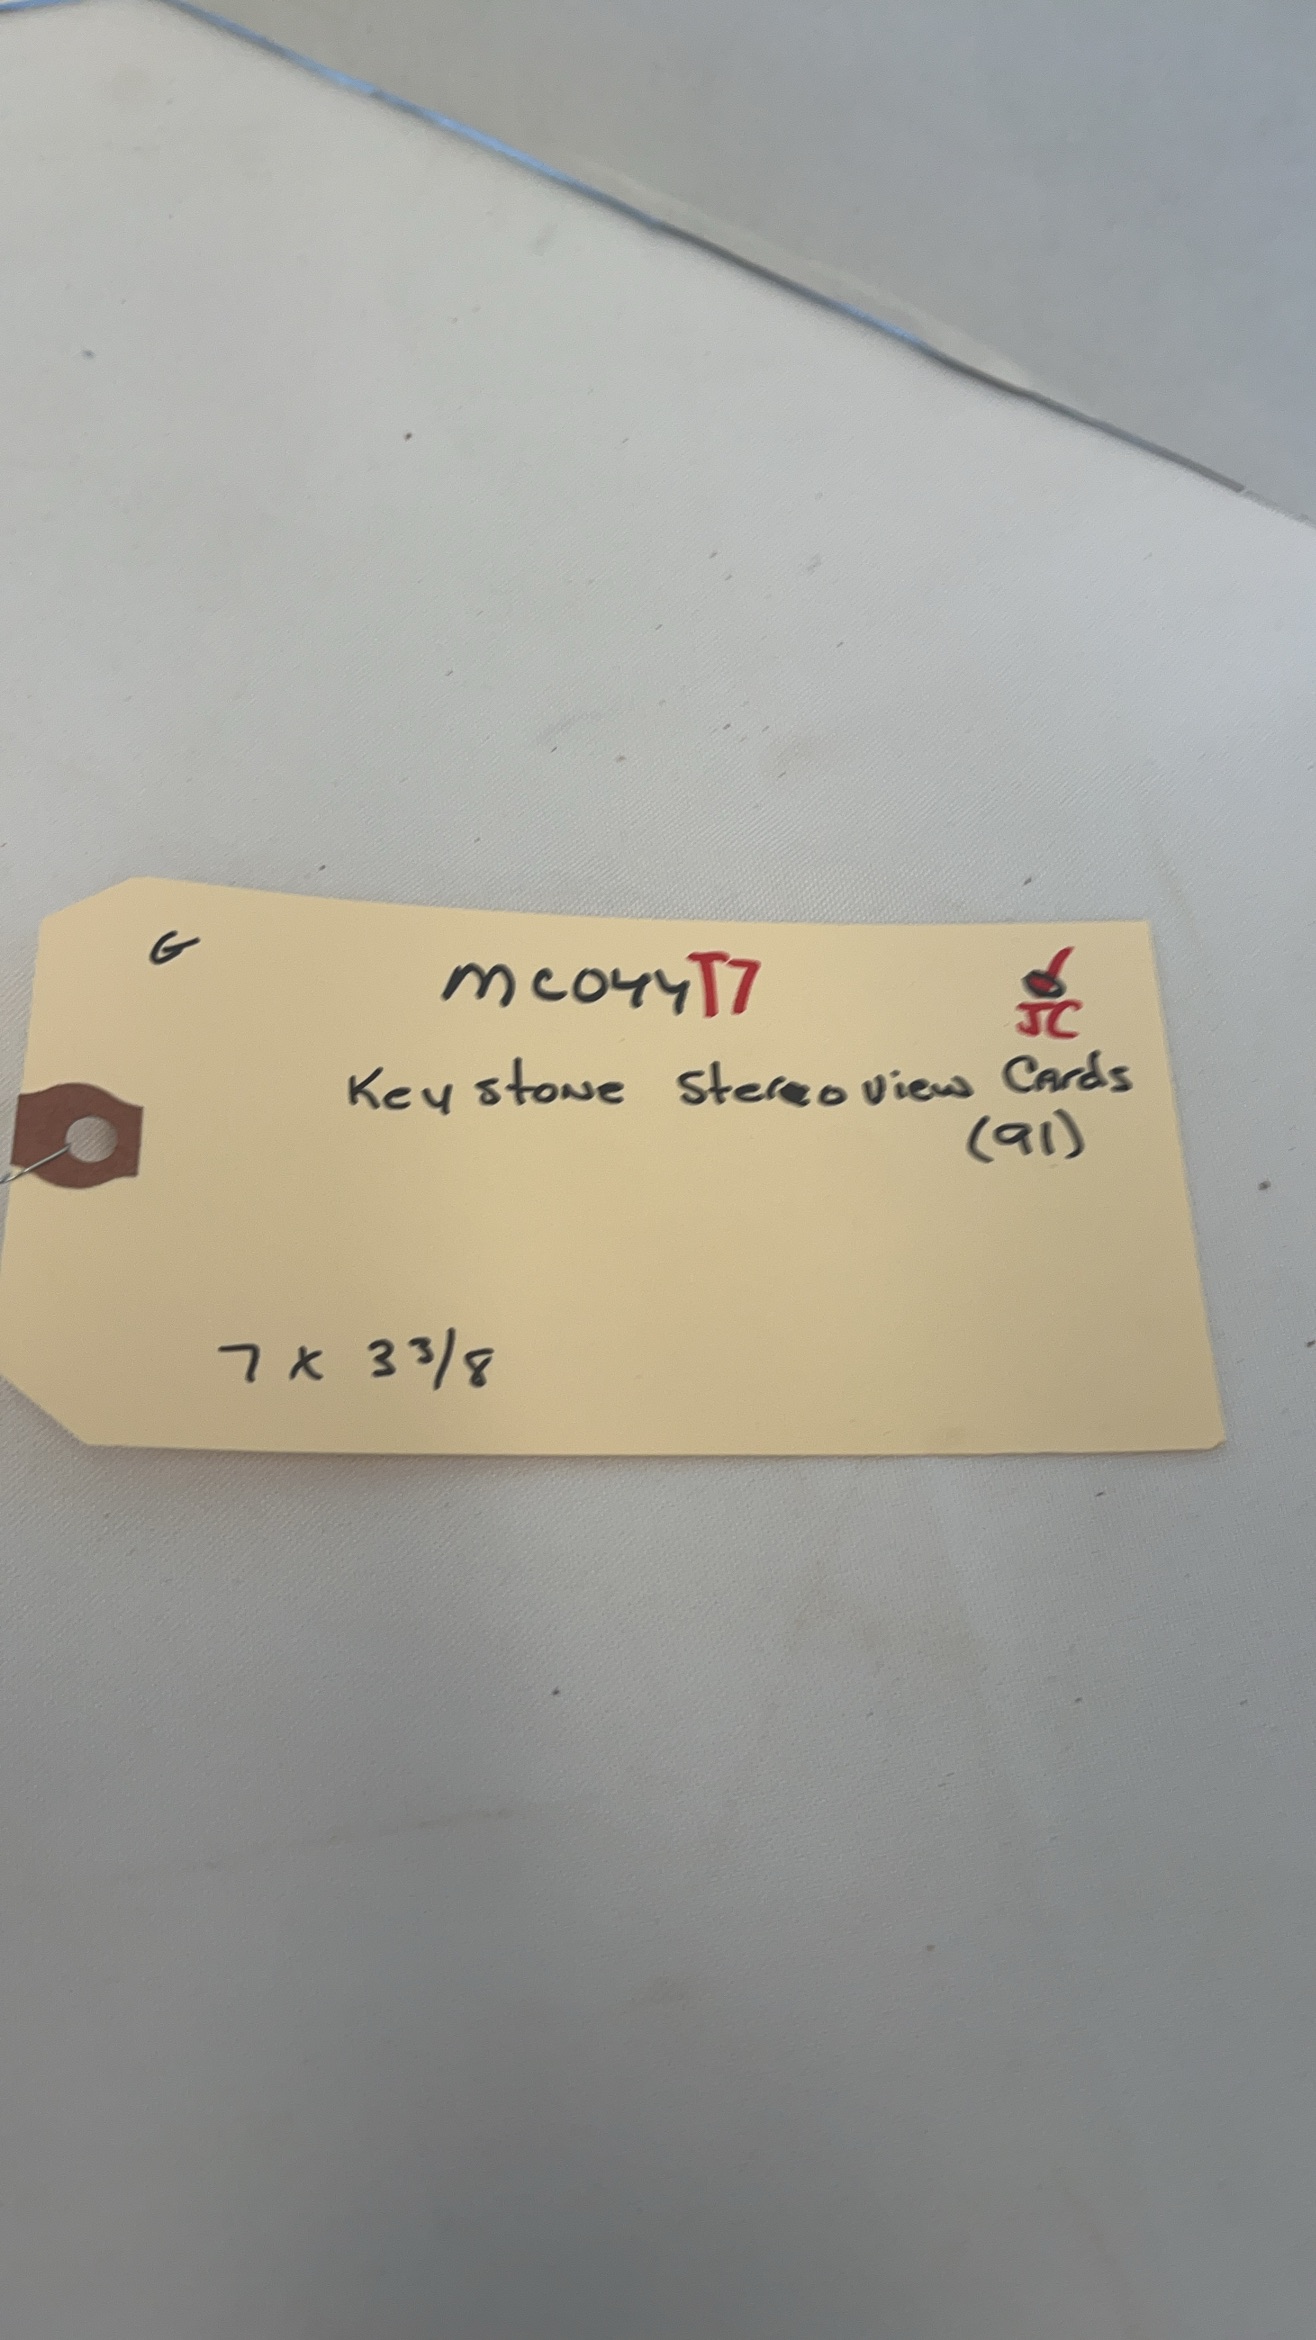 G
MC044T7
JC
Keystone Stereoview Cards
(91)
7 x 3 3/8